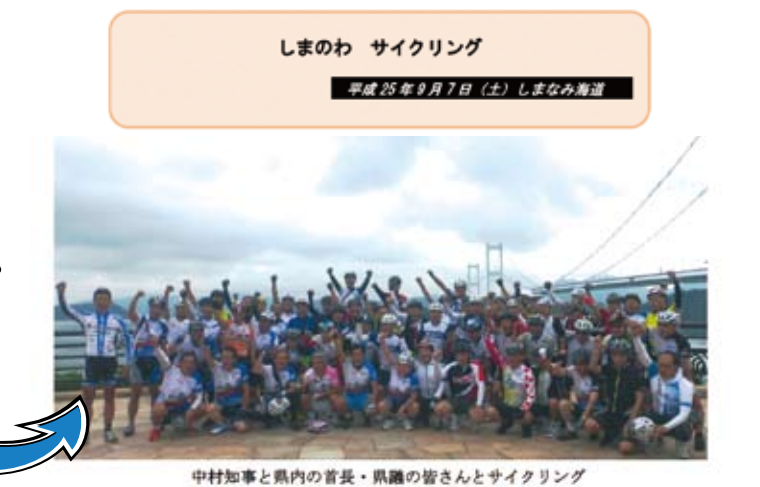 しまのわ　サイクリング
平成25年9月7日（土）しまなみ海道
中村知事と県内の首長・県議の皆さんとサイクリング